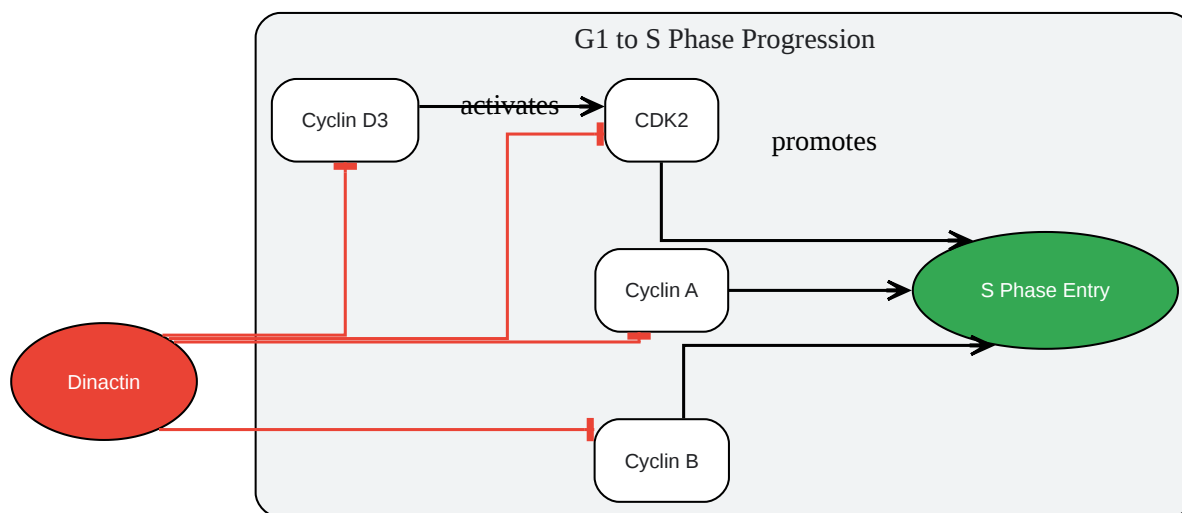 G1 to S Phase Progression
Cyclin D3
activates
CDK2
promotes
Cyclin A
S Phase Entry
Dinactin
Cyclin B